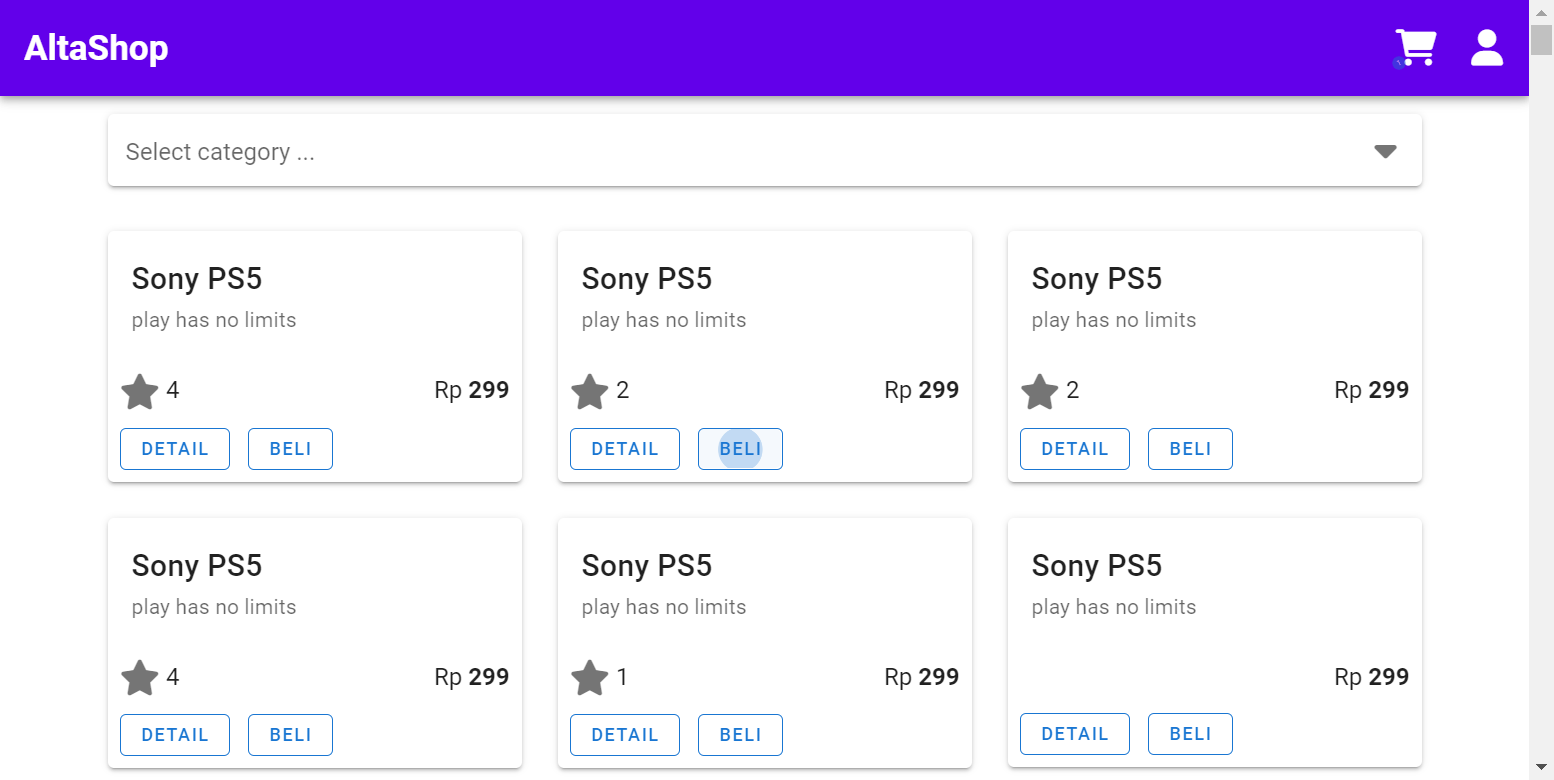 AltaShop
Select category ...
Sony PS5
play has no limits
4
Rp 299
DETAIL
BELI
Sony PS5
play has no limits
2
Rp 299
DETAIL
BELI
Sony PS5
play has no limits
2
Rp 299
DETAIL
BELI
Sony PS5
play has no limits
4
Rp 299
DETAIL
BELI
Sony PS5
play has no limits
1
Rp 299
DETAIL
BELI
Sony PS5
play has no limits
Rp 299
DETAIL
BELI